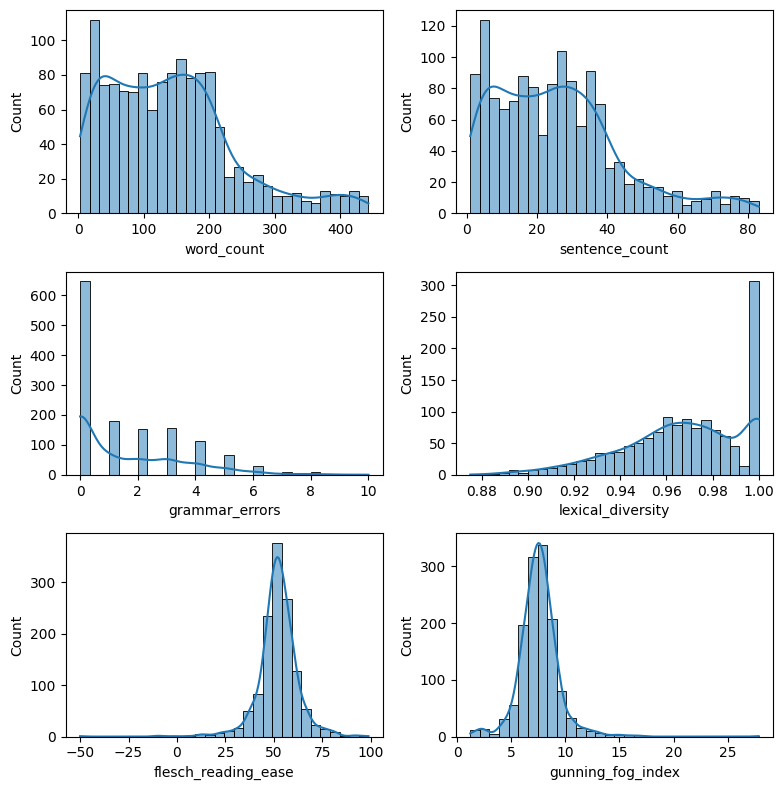 100
80
60
40
20
0
Count
0 100 200 300 400
word_count
120
100
80
60
40
20
0
Count
0 20 40 60 80
sentence_count
600
500
400
300
200
100
0
Count
0 2 4 6 8 10
grammar_errors
300
250
200
150
100
50
0
Count
0.88 0.90 0.92 0.94 0.96 0.98 1.00
lexical_diversity
300
200
100
0
Count
−50 −25 0 25 50 75 100
flesch_reading_ease
300
200
100
0
Count
0 5 10 15 20 25
gunning_fog_index